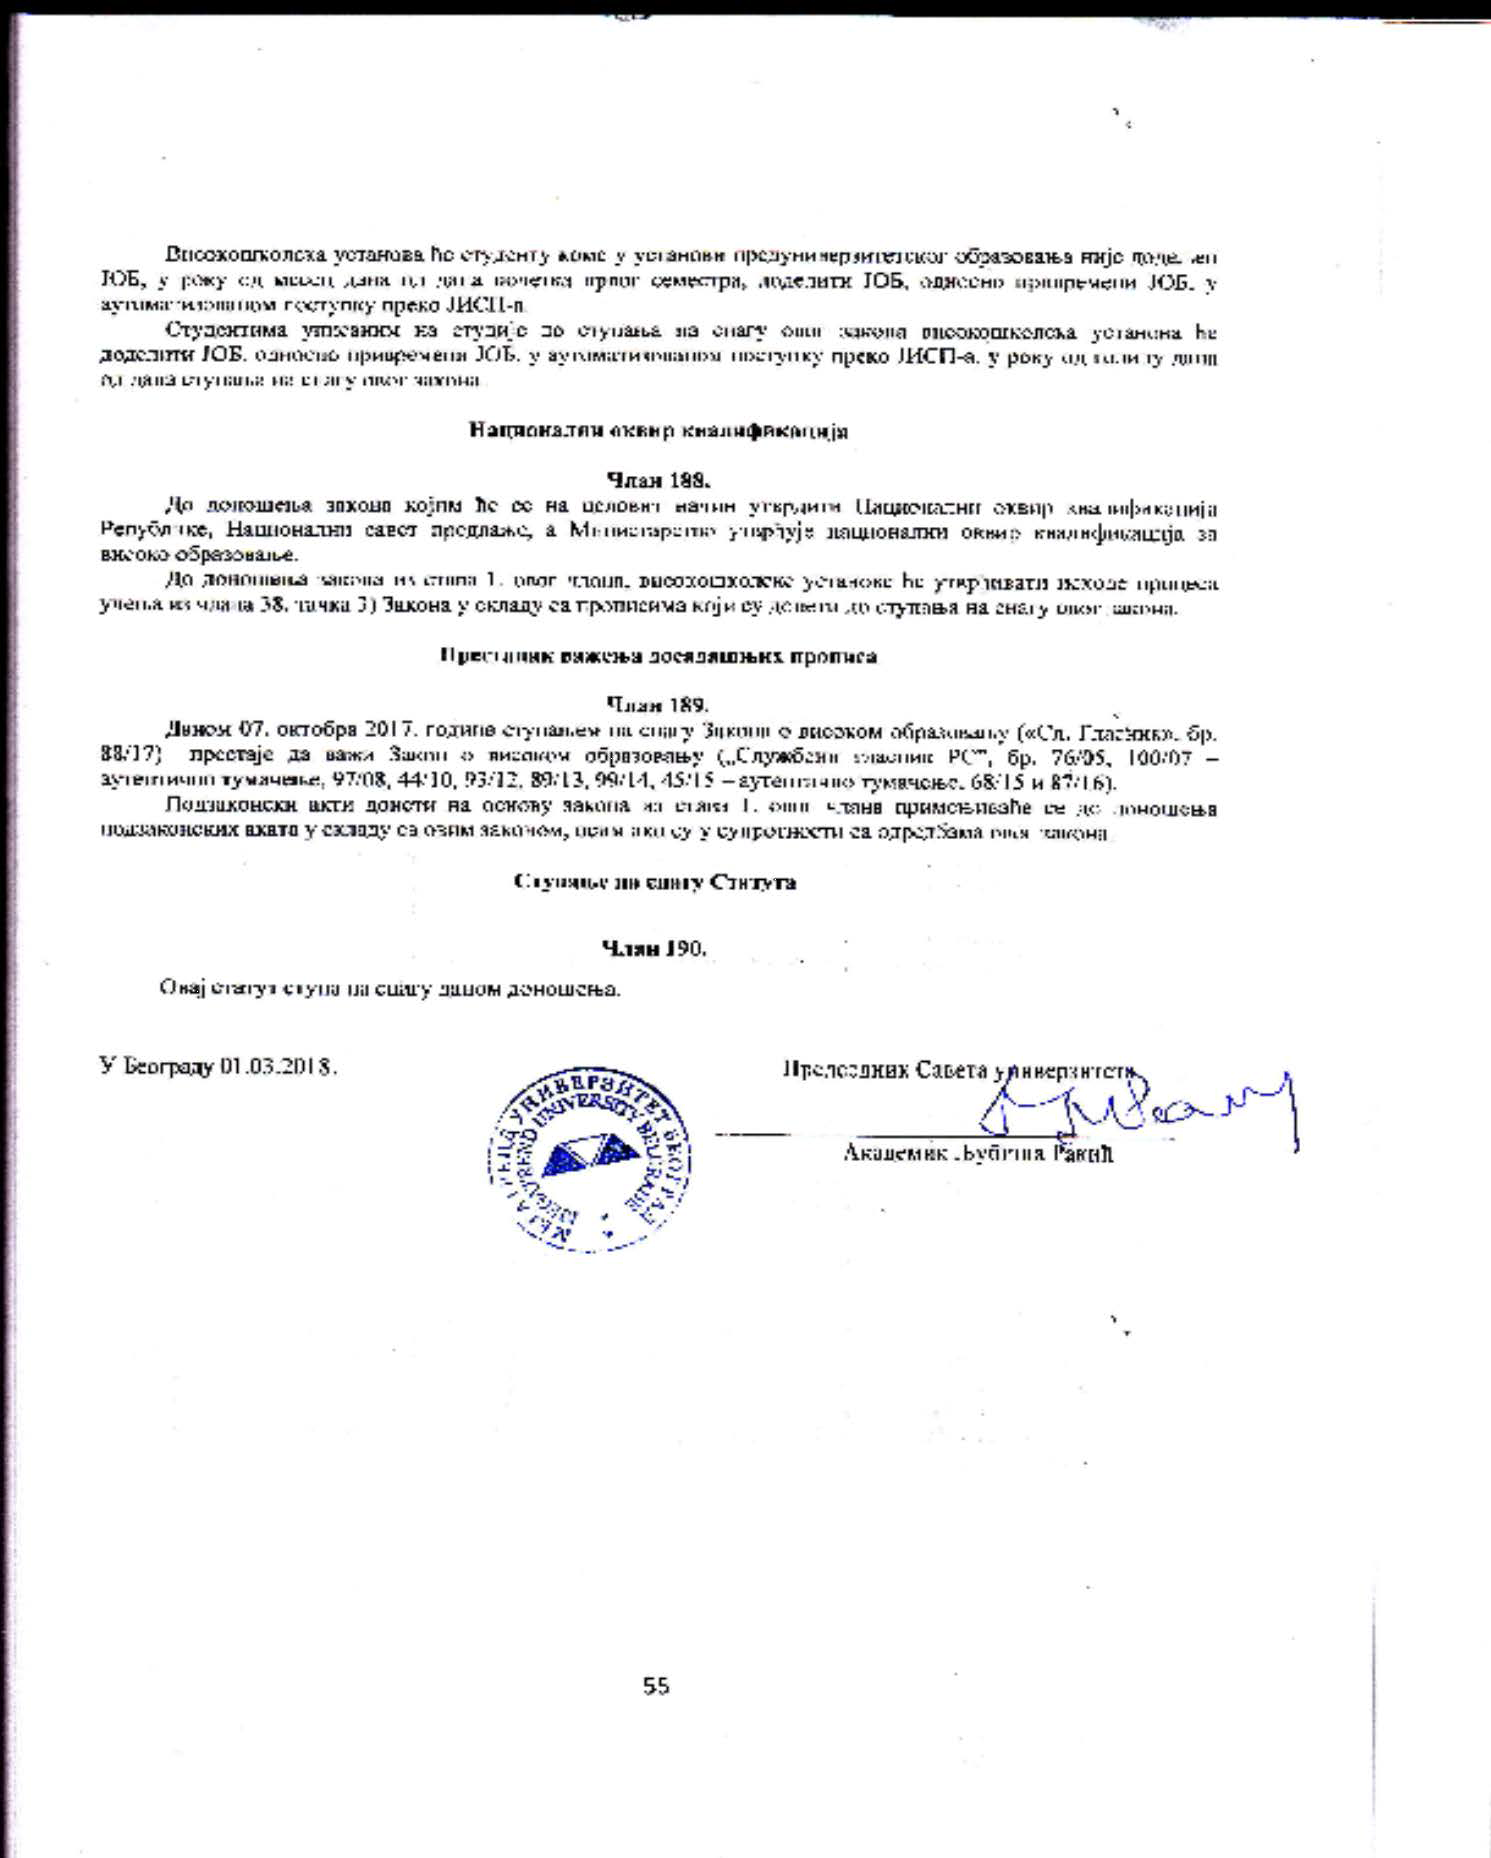 Високошколска установа ће студенту коме у установи предуниверзитетског образовања није додељен
ЈОБ, у року од месец дана од дана почетка првог семестра, доделити ЈОБ, односно привремени ЈОБ, у
аутоматизованом поступку преко ЈИСП-а.
Студентима уписаним на студије до ступања на снагу овог закона високошколска установа ће
доделити ЈОБ, односно привремени ЈОБ, у аутоматизованом поступку преко ЈИСП-а, у року од годину дана
од дана ступања на снагу овог закона.
Национални оквир квалификација
Члан 188.
До доношења закона којим ће се на целовит начин утврдити Национални оквир квалификација
Републике, Национални савет предлаже, а Министарство утврђује национални оквир квалификација за
високо образовање.
До доношења закона из става 1. овог члана, високошколске установе ће утврђивати исходе процеса
учења из члана 38. тачка 3) Закона у складу са прописима који су донети до ступања на снагу овог закона.
Престанак важења досадашњих прописа
Члан 189.
Даном 07. октобра 2017. године ступањем на снагу Закона о високом образовању («Сл. Гласник», бр.
88/17) престаје да важи Закон о високом образовању („Службени гласник РС", бр. 76/05, 100/07 –
аутентично тумачење, 97/08, 44/10, 93/12, 89/13, 99/14, 45/15 – аутентично тумачење, 68/15 и 87/16).
Подзаконски акти донети на основу закона из става 1. овог члана примењиваће се до доношења
подзаконских аката у складу са овим законом, осим ако су у супротности са одредбама овог закона.
Ступање на снагу Статута
Члан 190.
Овај статут ступа на снагу даном доношења.
У Београду 01.03.2018.
Председник Савета универзитета
МЕГАТРЕНД УНИВЕРЗИТЕТ БЕОГРАД
MEGATREND UNIVERSITY BELGRADE
Академик Љубиша Ракић
55